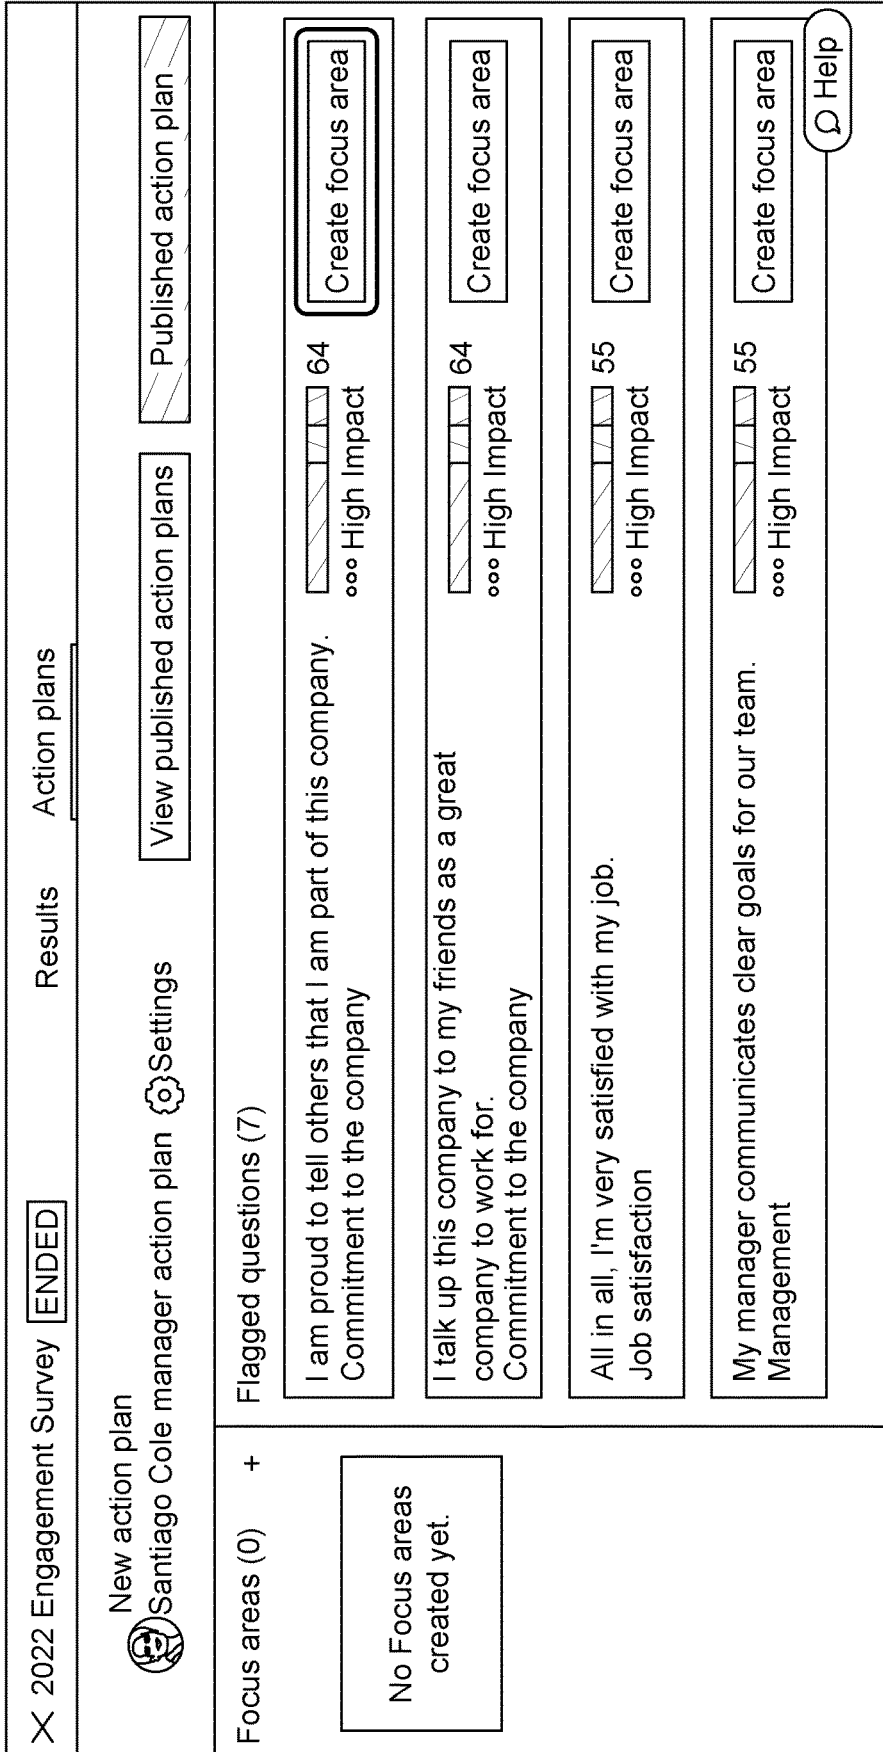 2022 Engagement Survey ENDED
Results
Action plans
New action plan
Santiago Cole manager action plan
Settings
View published action plans
Published action plan
Focus areas (0) +
No Focus areas
created yet.
Flagged questions (7)
I am proud to tell others that I am part of this company.
Commitment to the company
64
High Impact
Create focus area
I talk up this company to my friends as a great
company to work for.
Commitment to the company
64
High Impact
Create focus area
All in all, I'm very satisfied with my job.
Job satisfaction
55
High Impact
Create focus area
My manager communicates clear goals for our team.
Management
55
High Impact
Create focus area
Help